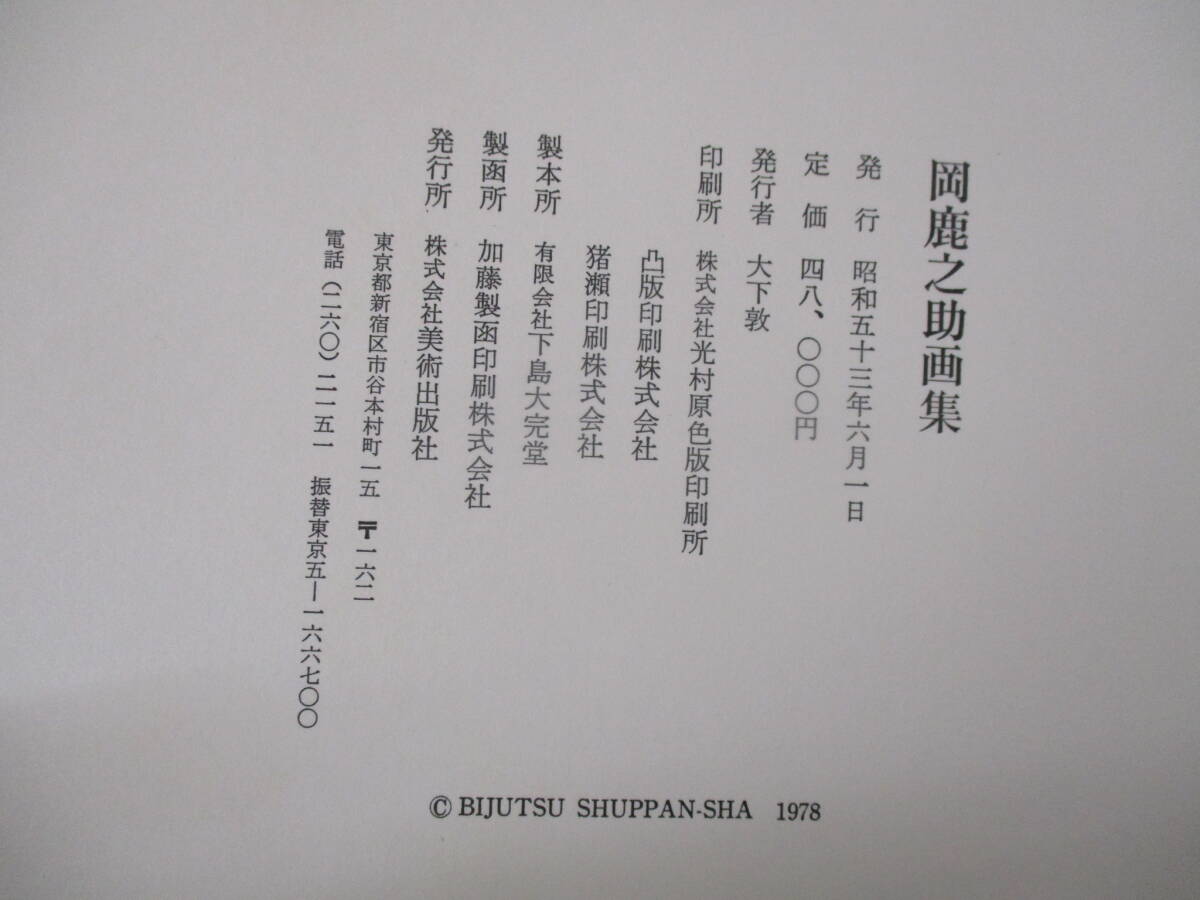 岡鹿之助画集
発行 昭和五十三年六月一日
定価 四八、〇〇〇円
発行者 大下敦
印刷所 株式会社光村原色版印刷所
凸版印刷株式会社
猪瀬印刷株式会社
製本所 有限会社下島大完堂
製函所 加藤製函印刷株式会社
発行所 株式会社美術出版社
東京都新宿区市谷本村町一五 〒一六二
電話(二六〇)二一五一 振替東京五―一六六七〇〇
© BIJUTSU SHUPPAN-SHA 1978